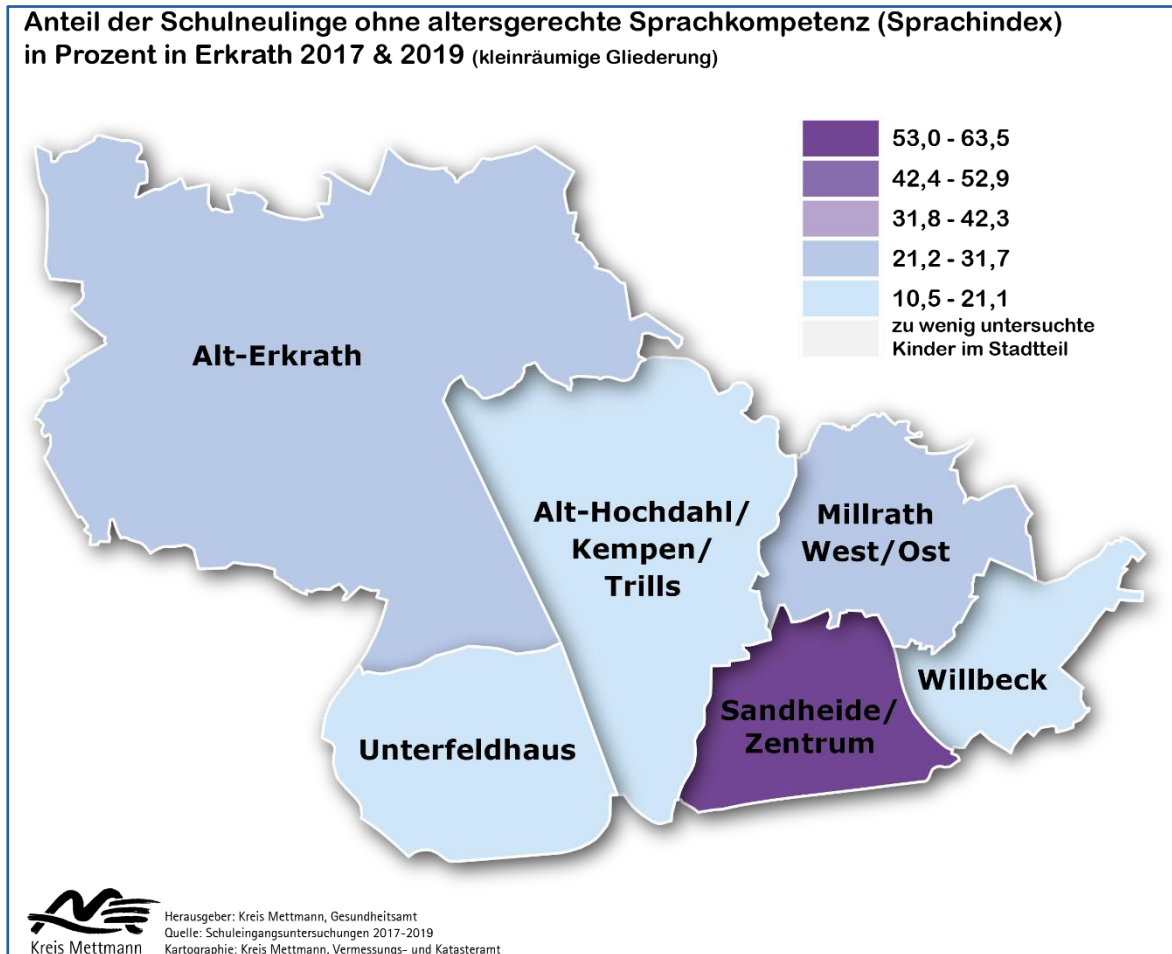 Anteil der Schulneulinge ohne altersgerechte Sprachkompetenz (Sprachindex)
in Prozent in Erkrath 2017 & 2019 (kleinräumige Gliederung)
53,0 - 63,5
42,4 - 52,9
31,8 - 42,3
21,2 - 31,7
10,5 - 21,1
zu wenig untersuchte
Kinder im Stadtteil
Alt-Erkrath
Alt-Hochdahl/
Kempen/
Trills
Millrath
West/Ost
Willbeck
Sandheide/
Zentrum
Unterfeldhaus
Kreis Mettmann
Herausgeber: Kreis Mettmann, Gesundheitsamt
Quelle: Schuleingangsuntersuchungen 2017-2019
Kartographie: Kreis Mettmann, Vermessungs- und Katasteramt